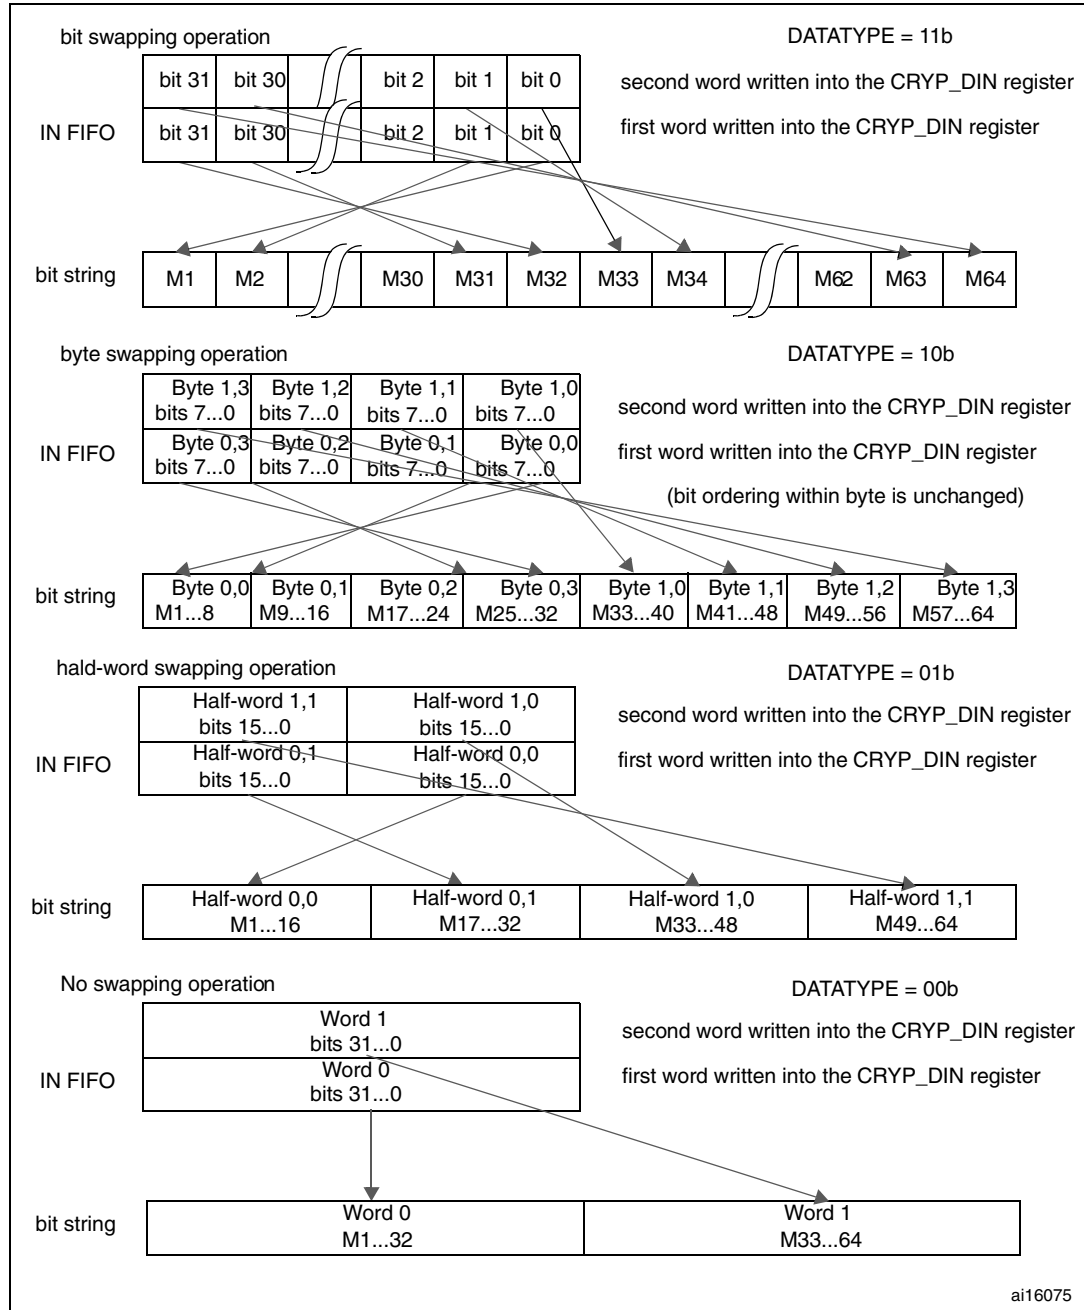 bit swapping operation DATATYPE = 11b
bit 31 bit 30 bit 2 bit 1 bit 0 second word written into the CRYP_DIN register
IN FIFO bit 31 bit 30 bit 2 bit 1 bit 0 first word written into the CRYP_DIN register
bit string M1 M2 M30 M31 M32 M33 M34 M62 M63 M64
byte swapping operation DATATYPE = 10b
Byte 1,3 Byte 1,2 Byte 1,1 Byte 1,0
bits 7...0 bits 7...0 bits 7...0 bits 7...0 second word written into the CRYP_DIN register
Byte 0,3 Byte 0,2 Byte 0,1 Byte 0,0
IN FIFO bits 7...0 bits 7...0 bits 7...0 bits 7...0 first word written into the CRYP_DIN register
(bit ordering within byte is unchanged)
bit string Byte 0,0 Byte 0,1 Byte 0,2 Byte 0,3 Byte 1,0 Byte 1,1 Byte 1,2 Byte 1,3
M1...8 M9...16 M17...24 M25...32 M33...40 M41...48 M49...56 M57...64
hald-word swapping operation DATATYPE = 01b
Half-word 1,1 Half-word 1,0
bits 15...0 bits 15...0 second word written into the CRYP_DIN register
Half-word 0,1 Half-word 0,0
IN FIFO bits 15...0 bits 15...0 first word written into the CRYP_DIN register
bit string Half-word 0,0 Half-word 0,1 Half-word 1,0 Half-word 1,1
M1...16 M17...32 M33...48 M49...64
No swapping operation DATATYPE = 00b
Word 1
bits 31...0 second word written into the CRYP_DIN register
Word 0
IN FIFO bits 31...0 first word written into the CRYP_DIN register
bit string Word 0 Word 1
M1...32 M33...64
ai16075